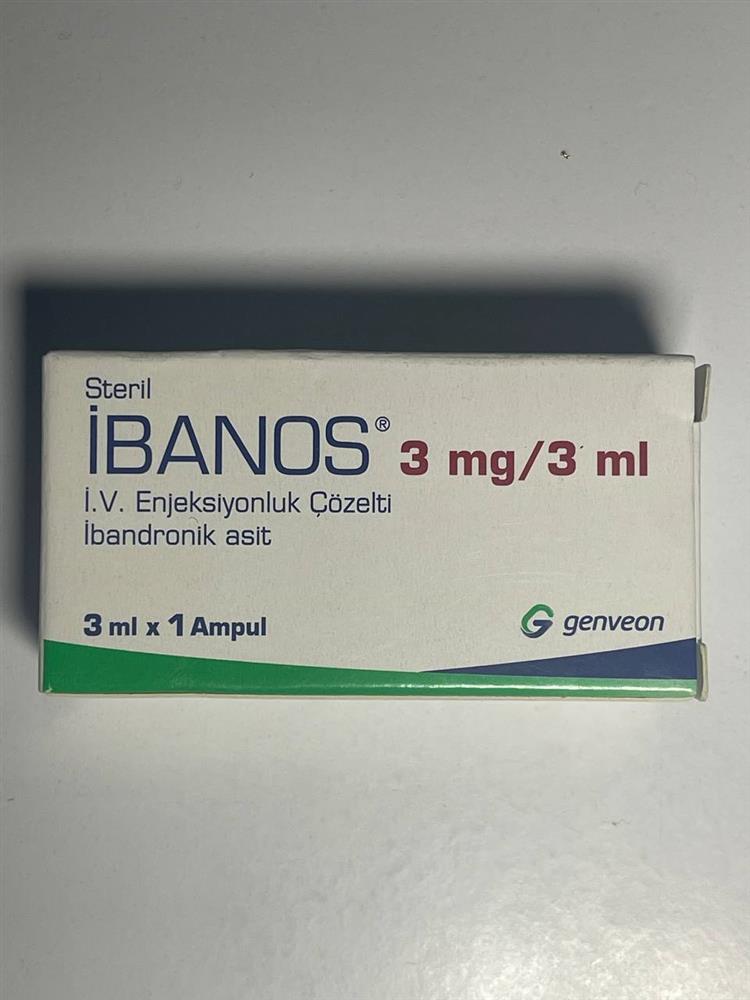 Steril
İBANOS® 3 mg/3 ml
İ.V. Enjeksiyonluk Çözelti
İbandronik asit
3 ml x 1 Ampul
genveon